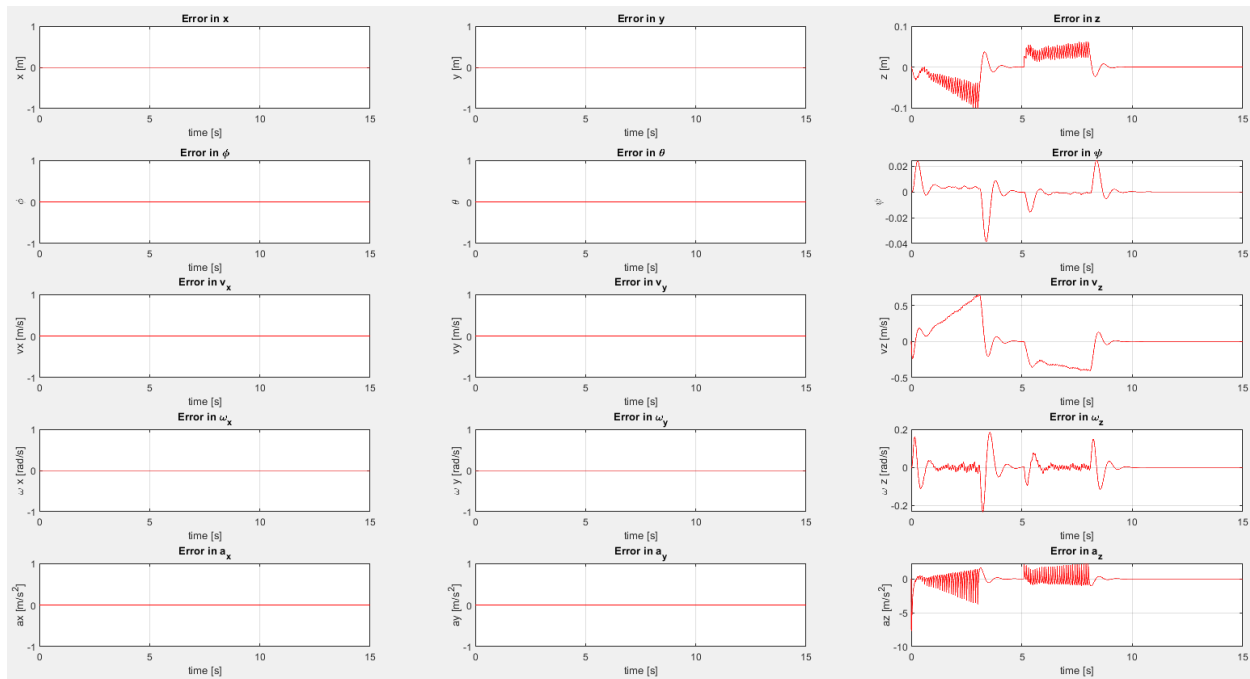 Error in x
Error in y
Error in z
1
0
-1
x [m]
0 5 10 15
time [s]
1
0
-1
y [m]
0 5 10 15
time [s]
0.1
0
-0.1
z [m]
0 5 10 15
time [s]
Error in ϕ
Error in θ
Error in ψ
1
0
-1
ϕ
0 5 10 15
time [s]
1
0
-1
θ
0 5 10 15
time [s]
0.02
0
-0.02
-0.04
ψ
0 5 10 15
time [s]
Error in vx
Error in vy
Error in vz
1
0
-1
vx [m/s]
0 5 10 15
time [s]
1
0
-1
vy [m/s]
0 5 10 15
time [s]
0.5
0
-0.5
vz [m/s]
0 5 10 15
time [s]
Error in ωx
Error in ωy
Error in ωz
1
0
-1
ω x [rad/s]
0 5 10 15
time [s]
1
0
-1
ω y [rad/s]
0 5 10 15
time [s]
0.2
0
-0.2
ω z [rad/s]
0 5 10 15
time [s]
Error in ax
Error in ay
Error in az
1
0
-1
ax [m/s²]
0 5 10 15
time [s]
1
0
-1
ay [m/s²]
0 5 10 15
time [s]
0
-5
-10
az [m/s²]
0 5 10 15
time [s]